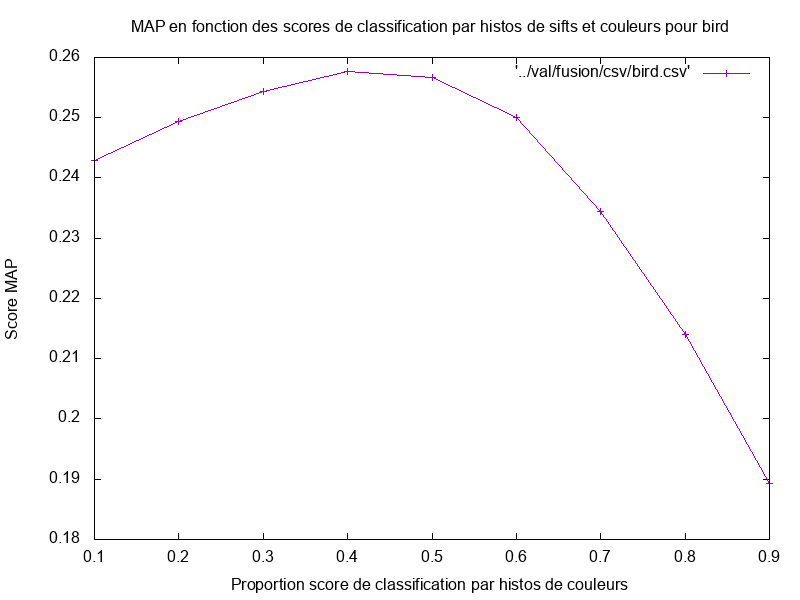 MAP en fonction des scores de classification par histos de sifts et couleurs pour bird
'../val/fusion/csv/bird.csv'
0.26
0.25
0.24
0.23
0.22
0.21
0.2
0.19
0.18
Score MAP
0.1 0.2 0.3 0.4 0.5 0.6 0.7 0.8 0.9
Proportion score de classification par histos de couleurs